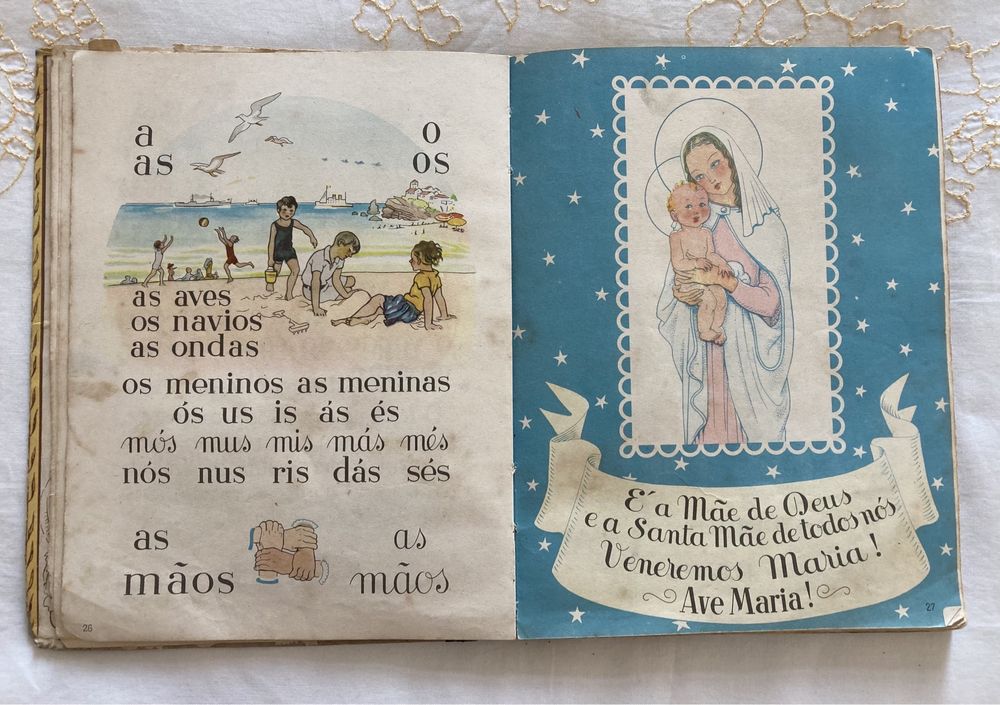 a
o
as
os
as aves
os navios
as ondas
os meninos as meninas
ós us is ás és
mós mus mis más més
nós nus ris dás sés
as
as
mãos
mãos
26
E' a Mãe de Deus
e a Santa Mãe de todos nós
Veneremos Maria!
Ave Maria!
27